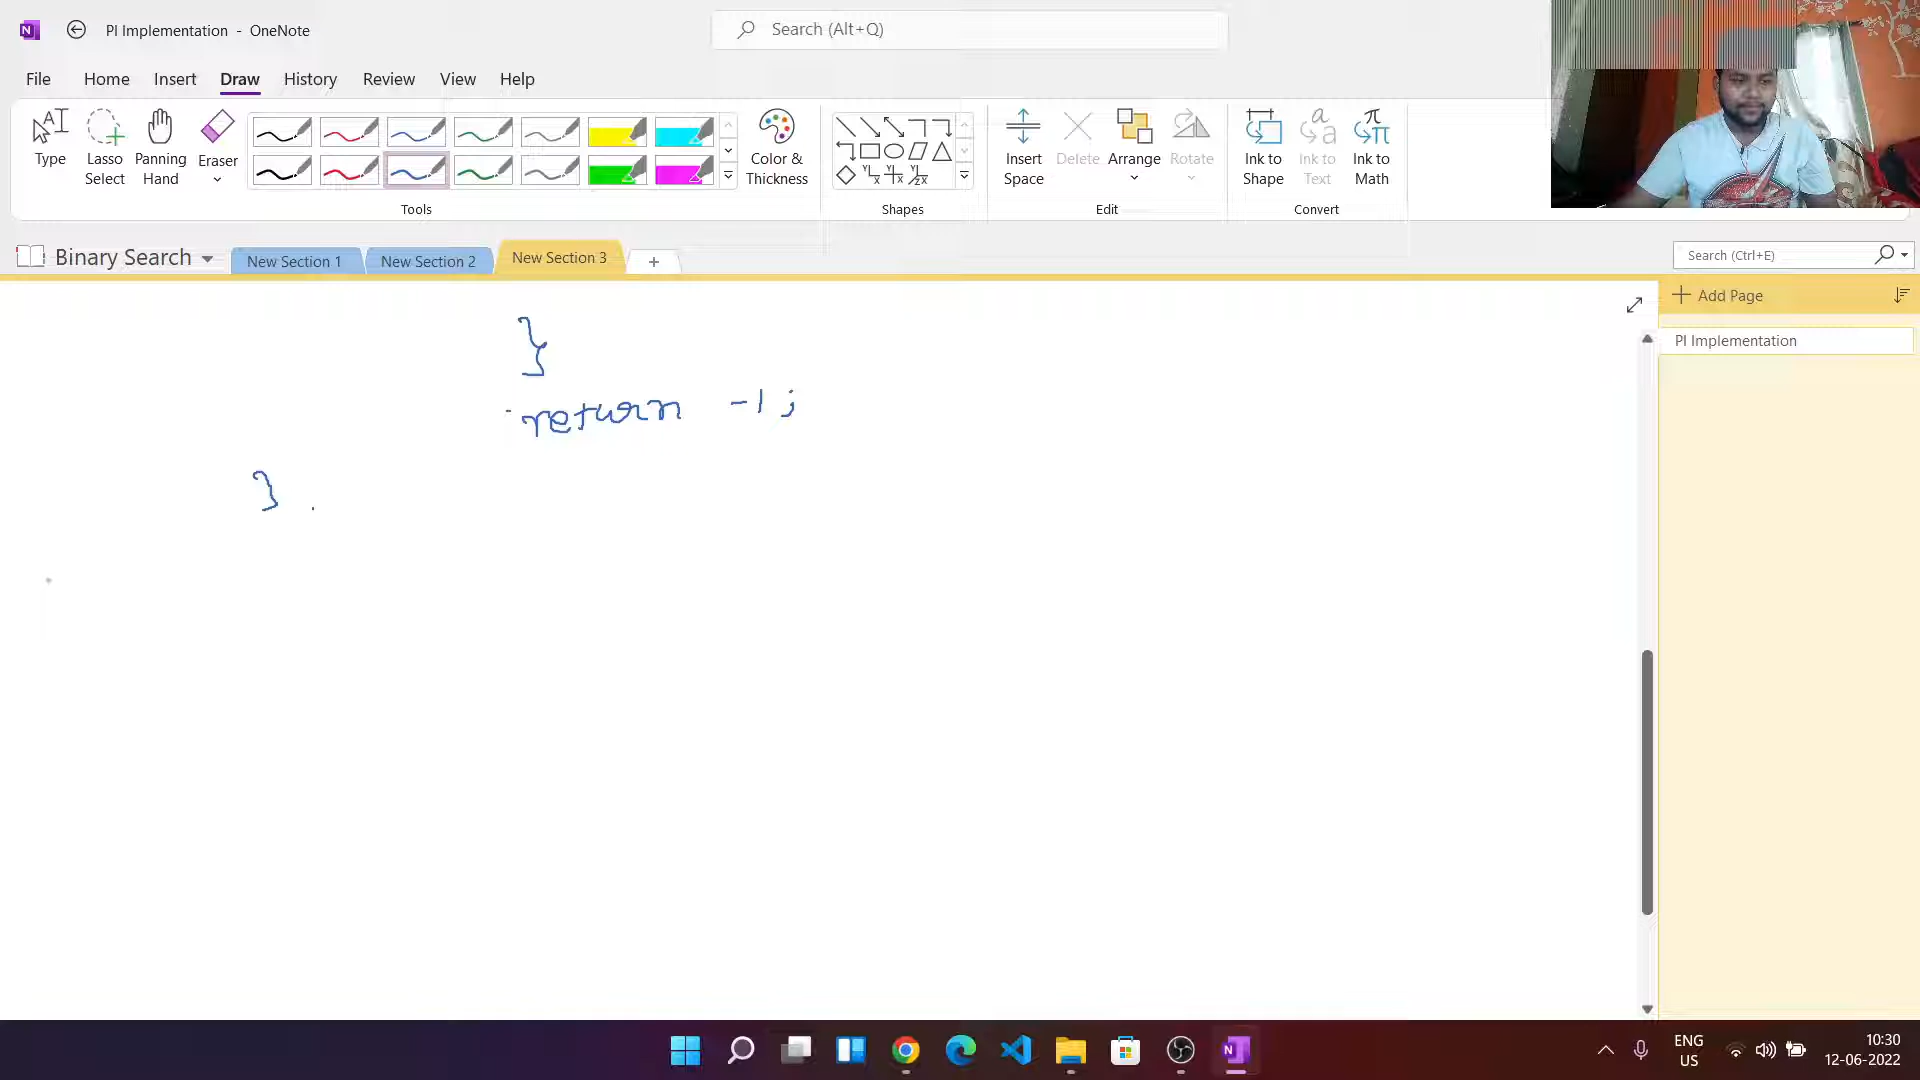 PI Implementation - OneNote
Search (Alt+Q)
File Home Insert Draw History Review View Help
Type
Lasso Select
Panning Hand
Eraser
Color & Thickness
Insert Space
Delete
Arrange
Rotate
Ink to Shape
Ink to Text
Ink to Math
Tools
Shapes
Edit
Convert
Binary Search
New Section 1
New Section 2
New Section 3
Search (Ctrl+E)
Add Page
PI Implementation
}
return -1;
}
ENG
US
10:30
12-06-2022